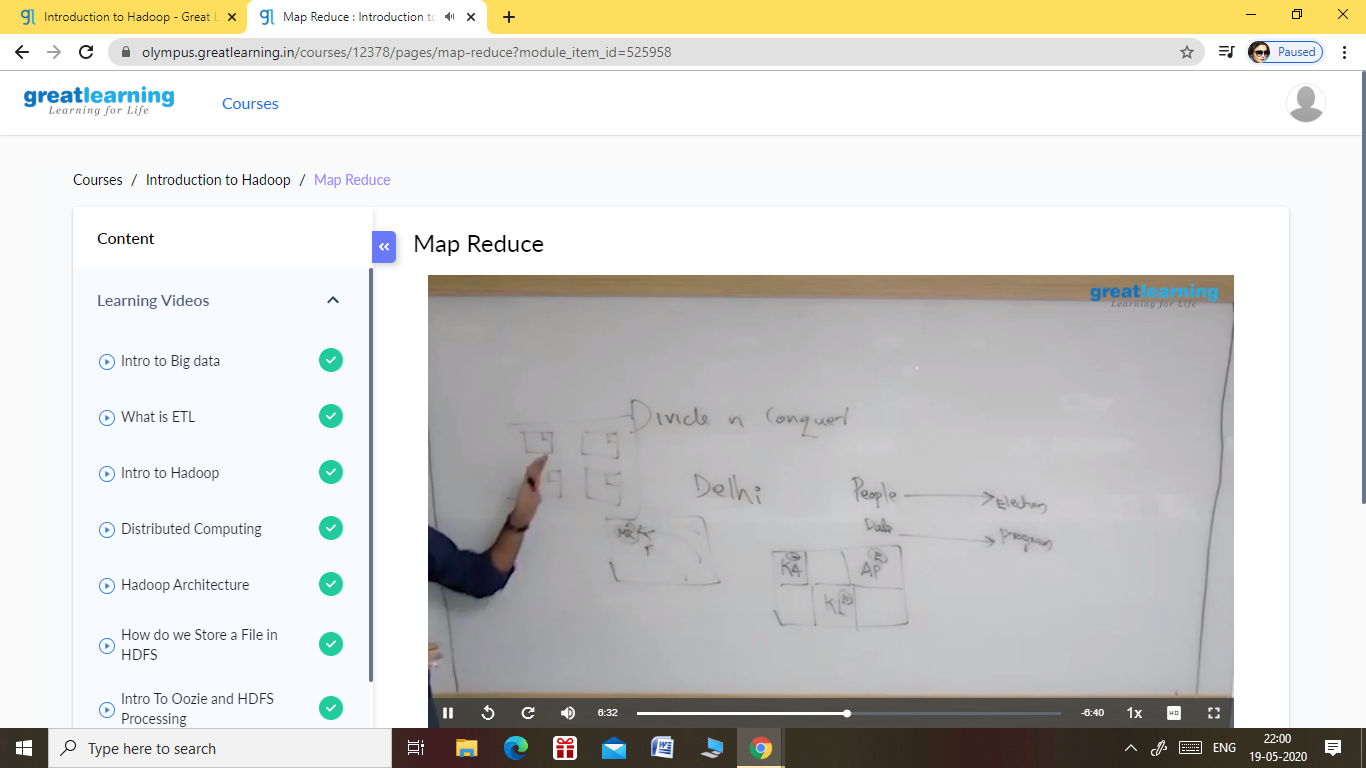 Introduction to Hadoop - Great L
Map Reduce : Introduction to
olympus.greatlearning.in/courses/12378/pages/map-reduce?module_item_id=525958
Paused
greatlearning
Learning for Life
Courses
Courses / Introduction to Hadoop / Map Reduce
Content
Learning Videos
Intro to Big data
What is ETL
Intro to Hadoop
Distributed Computing
Hadoop Architecture
How do we Store a File in
HDFS
Intro To Oozie and HDFS
Processing
Map Reduce
greatlearning
Learning for Life
Divide n Conquer
Delhi
People
Election
Data
Program
MR
F
KA
AP
KL
6:32
-6:40
1x
HD
Type here to search
ENG
22:00
19-05-2020